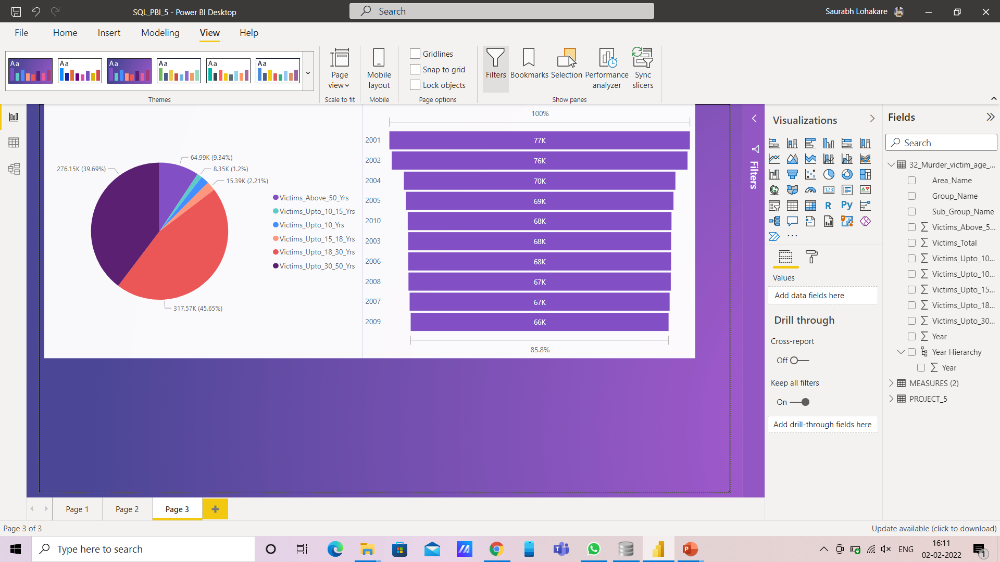 SQL_PBI_5 - Power BI Desktop
Search
Saurabh Lohakare
File Home Insert Modeling View Help
Aa Aa Aa Aa Aa Aa
Themes
Page view
Scale to fit
Mobile layout
Mobile
Gridlines
Snap to grid
Lock objects
Page options
Filters
Bookmarks
Selection
Performance analyzer
Sync slicers
Show panes
64.99K (9.34%)
8.35K (1.2%)
15.39K (2.21%)
276.15K (39.69%)
317.57K (45.65%)
Victims_Above_50_Yrs
Victims_Upto_10_15_Yrs
Victims_Upto_10_Yrs
Victims_Upto_15_18_Yrs
Victims_Upto_18_30_Yrs
Victims_Upto_30_50_Yrs
100%
2001 77K
2002 76K
2004 70K
2005 69K
2010 68K
2003 68K
2006 68K
2008 67K
2007 67K
2009 66K
85.8%
Filters
Visualizations
123
R
Py
...
Values
Add data fields here
Drill through
Cross-report
Off
Keep all filters
On
Add drill-through fields here
Fields
Search
32_Murder_victim_age_...
Area_Name
Group_Name
Sub_Group_Name
Victims_Above_5...
Victims_Total
Victims_Upto_10...
Victims_Upto_10...
Victims_Upto_15...
Victims_Upto_18...
Victims_Upto_30...
Year
Year Hierarchy
Year
MEASURES (2)
PROJECT_5
Page 1 Page 2 Page 3 +
Page 3 of 3
Update available (click to download)
Type here to search
ENG
16:11
02-02-2022
1